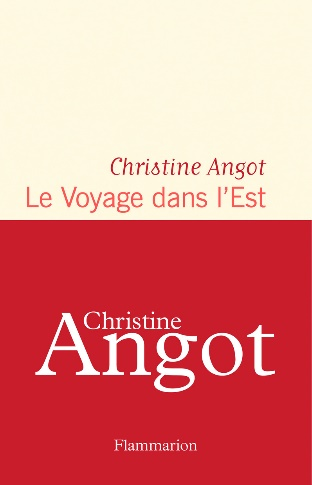 Christine Angot
Le Voyage dans l'Est
Christine
Angot
Flammarion